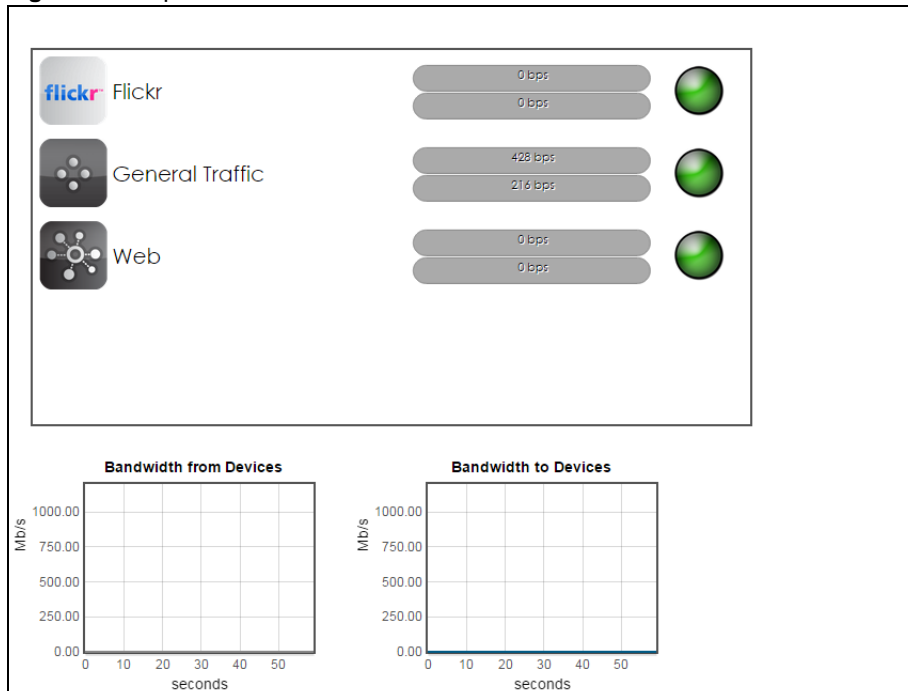 flickr Flickr
0 bps
0 bps
General Traffic
428 bps
216 bps
Web
0 bps
0 bps
Bandwidth from Devices
Mb/s
1000.00
750.00
500.00
250.00
0.00
0 10 20 30 40 50
seconds
Bandwidth to Devices
Mb/s
1000.00
750.00
500.00
250.00
0.00
0 10 20 30 40 50
seconds